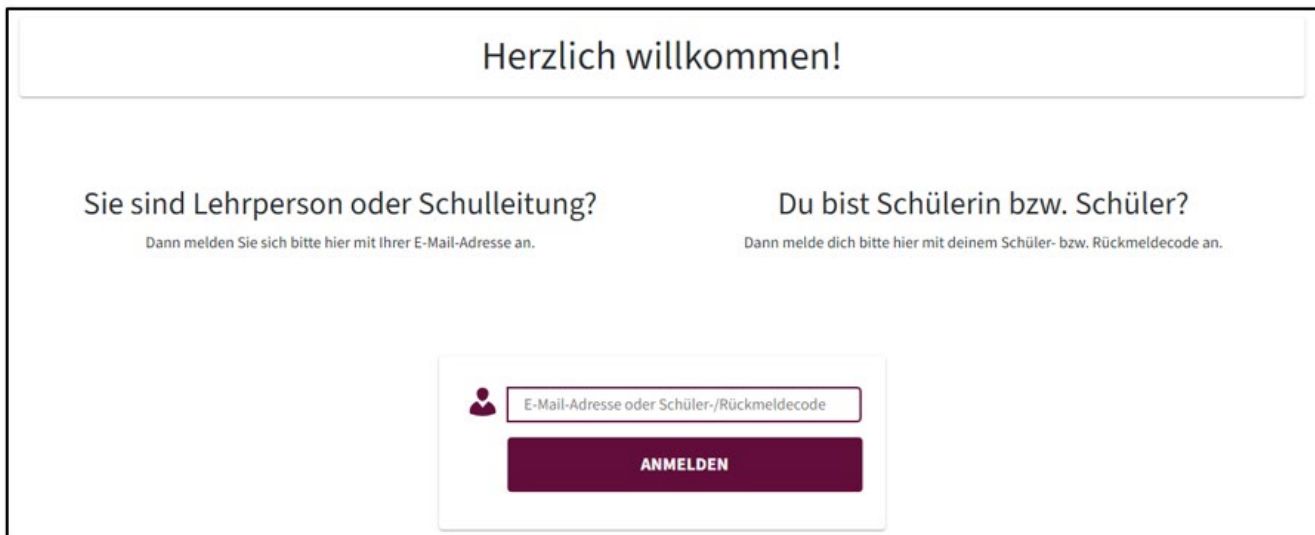 Herzlich willkommen!
Sie sind Lehrperson oder Schulleitung?
Dann melden Sie sich bitte hier mit Ihrer E-Mail-Adresse an.
Du bist Schülerin bzw. Schüler?
Dann melde dich bitte hier mit deinem Schüler- bzw. Rückmeldecode an.
E-Mail-Adresse oder Schüler-/Rückmeldecode
ANMELDEN